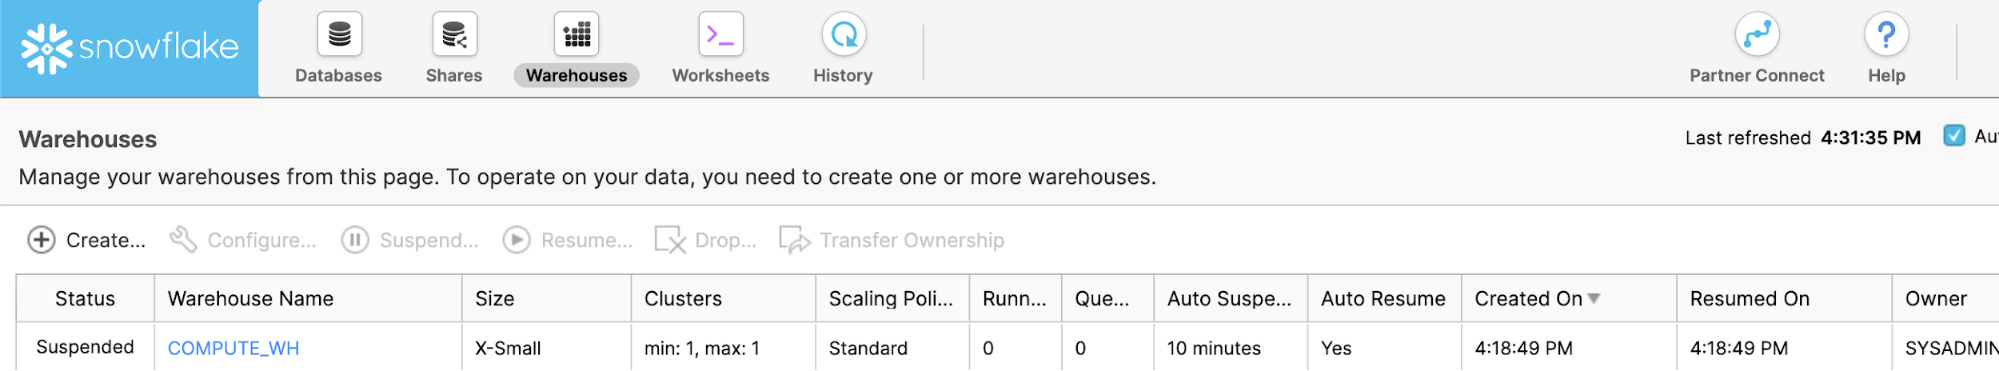 snowflake
Databases Shares Warehouses Worksheets History Partner Connect Help
Warehouses
Last refreshed 4:31:35 PM Au
Manage your warehouses from this page. To operate on your data, you need to create one or more warehouses.
Create... Configure... Suspend... Resume... Drop... Transfer Ownership
Status Warehouse Name Size Clusters Scaling Poli... Runn... Que... Auto Suspe... Auto Resume Created On Resumed On Owner
Suspended COMPUTE_WH X-Small min: 1, max: 1 Standard 0 0 10 minutes Yes 4:18:49 PM 4:18:49 PM SYSADMIN